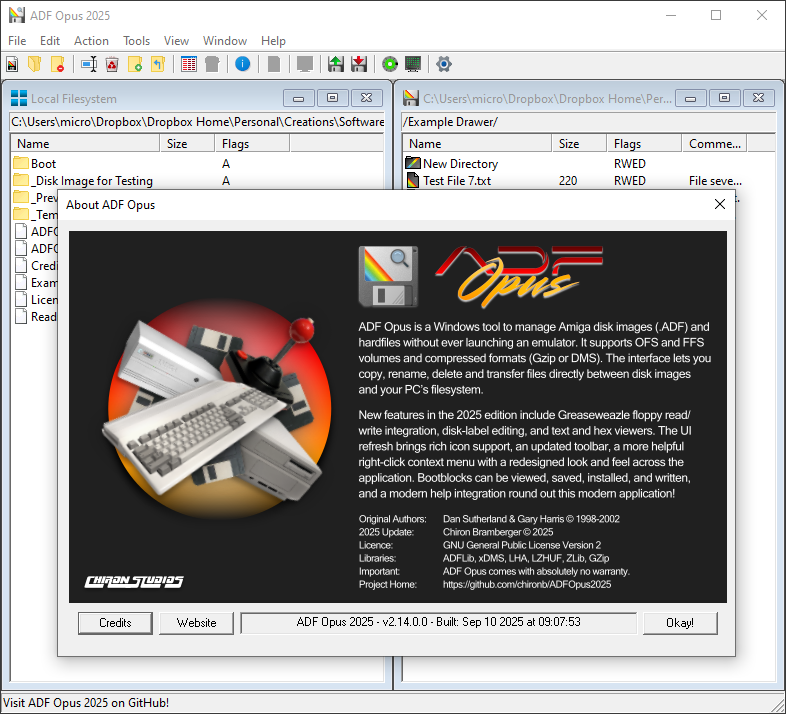 ADF Opus 2025
File Edit Action Tools View Window Help
Local Filesystem
C:\Users\micro\Dropbox\Dropbox Home\Personal\Creations\Software
Name Size Flags
Boot A
_Disk Image for Testing A
_Prev
_Tem
ADFO
ADFO
Credi
Exam
Licen
Read
C:\Users\micro\Dropbox\Dropbox Home\Per...
/Example Drawer/
Name Size Flags Comme...
New Directory RWED
Test File 7.txt 220 RWED File seve...
About ADF Opus
ADF
Opus
ADF Opus is a Windows tool to manage Amiga disk images (.ADF) and
hardfiles without ever launching an emulator. It supports OFS and FFS
volumes and compressed formats (Gzip or DMS). The interface lets you
copy, rename, delete and transfer files directly between disk images
and your PC's filesystem.
New features in the 2025 edition include Greaseweazle floppy read/
write integration, disk-label editing, and text and hex viewers. The UI
refresh brings rich icon support, an updated toolbar, a more helpful
right-click context menu with a redesigned look and feel across the
application. Bootblocks can be viewed, saved, installed, and written,
and a modern help integration round out this modern application!
Original Authors: Dan Sutherland & Gary Harris © 1998-2002
2025 Update: Chiron Bramberger © 2025
Licence: GNU General Public License Version 2
Libraries: ADFLib, xDMS, LHA, LZHUF, ZLib, GZip
Important: ADF Opus comes with absolutely no warranty.
Project Home: https://github.com/chironb/ADFOpus2025
CHIRON STUDIOS
Credits Website ADF Opus 2025 - v2.14.0.0 - Built: Sep 10 2025 at 09:07:53 Okay!
Visit ADF Opus 2025 on GitHub!